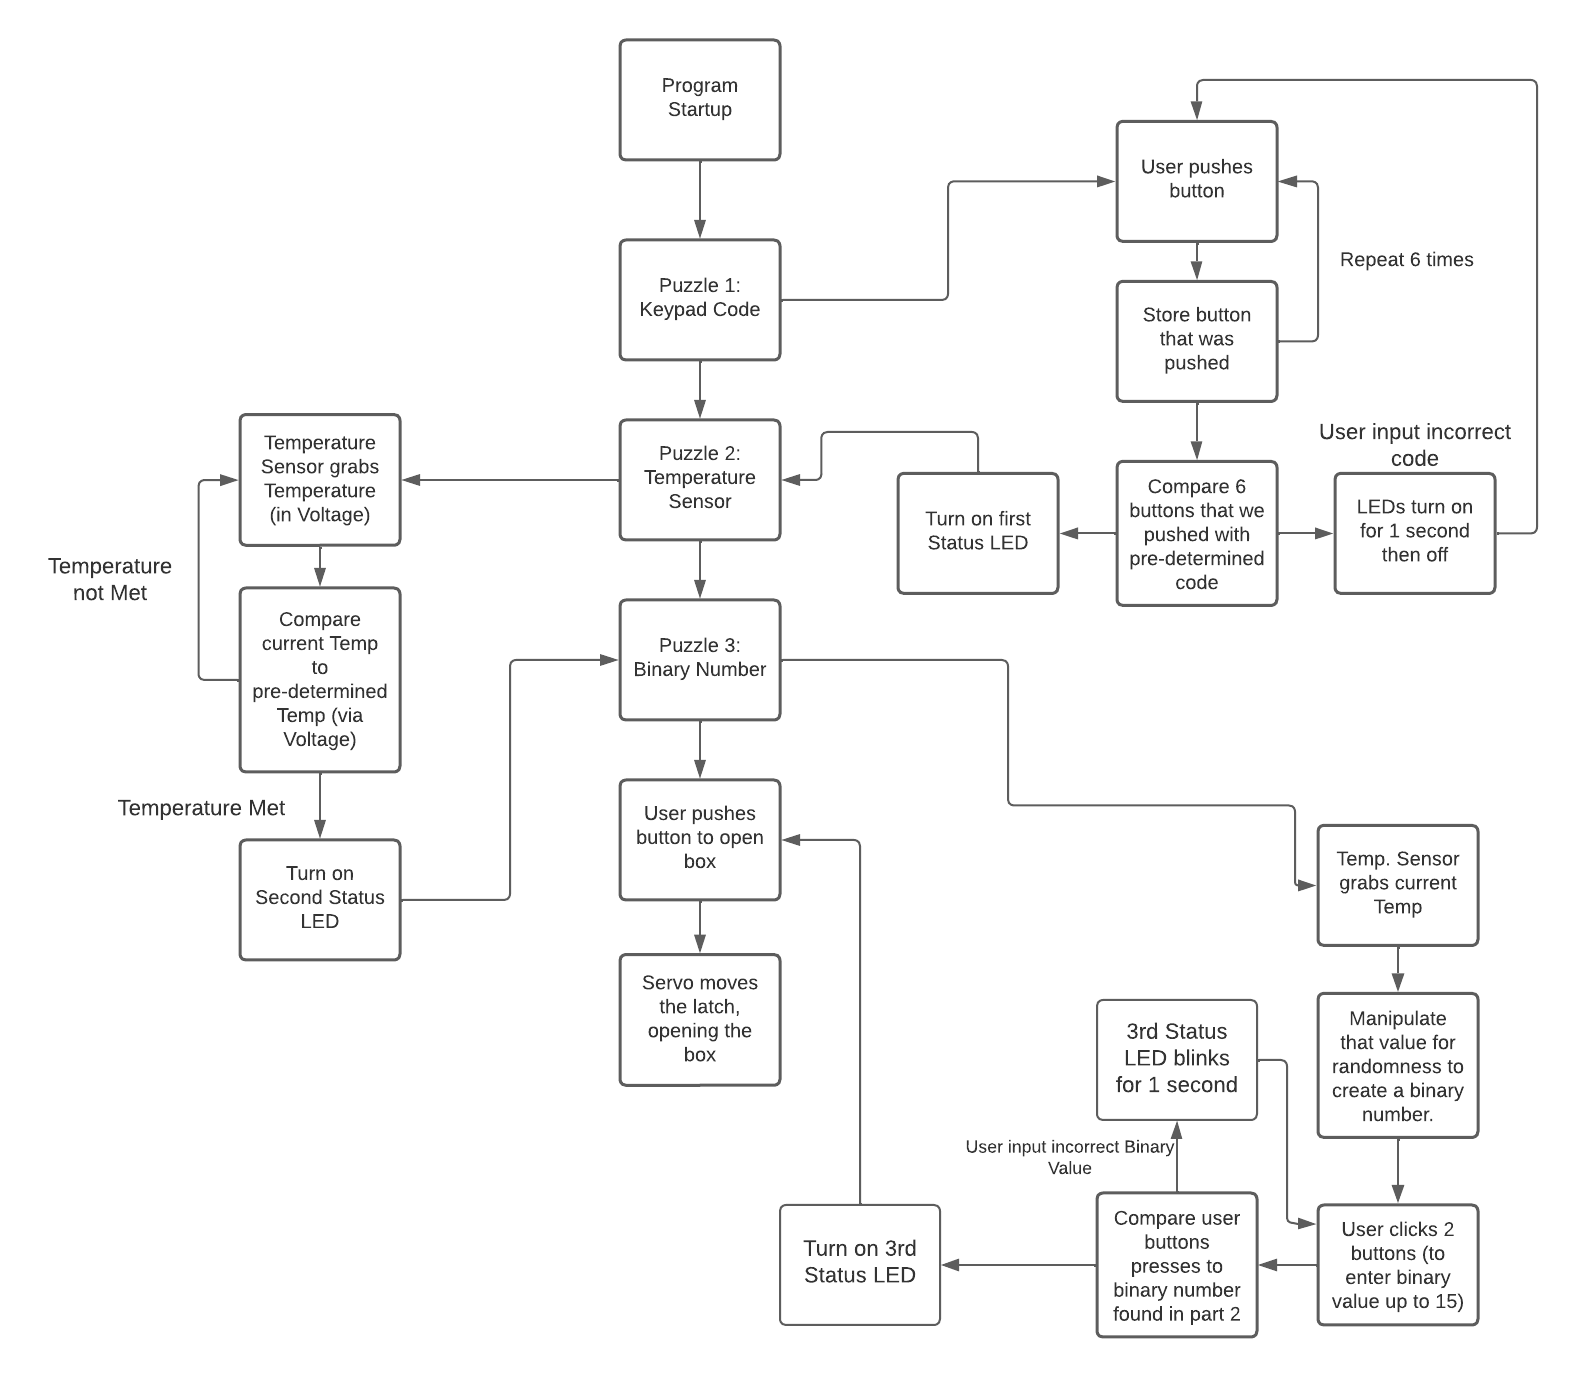 Program
Startup
Puzzle 1:
Keypad Code
User pushes
button
Repeat 6 times
Store button
that was
pushed
Compare 6
buttons that we
pushed with
pre-determined
code
User input incorrect
code
LEDs turn on
for 1 second
then off
Turn on first
Status LED
Puzzle 2:
Temperature
Sensor
Temperature
Sensor grabs
Temperature
(in Voltage)
Temperature
not Met
Compare
current Temp
to
pre-determined
Temp (via
Voltage)
Temperature Met
Turn on
Second Status
LED
Puzzle 3:
Binary Number
Temp. Sensor
grabs current
Temp
Manipulate
that value for
randomness to
create a binary
number.
User clicks 2
buttons (to
enter binary
value up to 15)
Compare user
buttons
presses to
binary number
found in part 2
User input incorrect Binary
Value
3rd Status
LED blinks
for 1 second
Turn on 3rd
Status LED
User pushes
button to open
box
Servo moves
the latch,
opening the
box